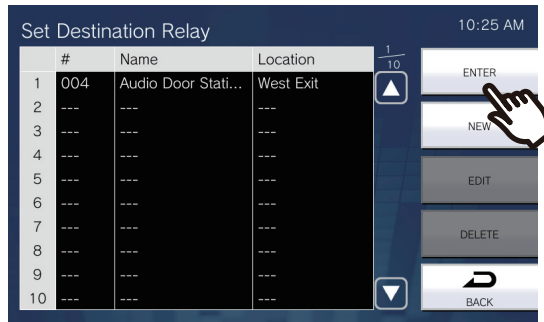 Set Destination Relay 10:25 AM
# Name Location 1/10
1 004 Audio Door Stati... West Exit
2 --- --- ---
3 --- --- ---
4 --- --- ---
5 --- --- ---
6 --- --- ---
7 --- --- ---
8 --- --- ---
9 --- --- ---
10 --- --- ---
ENTER
NEW
EDIT
DELETE
BACK